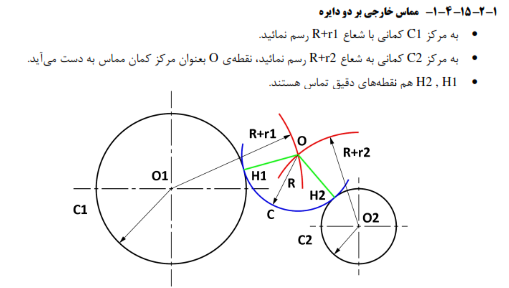 ۱-۲-۱۵-۴-۱- مماس خارجی بر دو دایره
• به مرکز C1 کمانی با شعاع R+r1 رسم نمائید.
• به مرکز C2 کمانی به شعاع R+r2 رسم نمائید، نقطه‌ی O بعنوان مرکز کمان مماس به دست می‌آید.
• H2 , H1 هم نقطه‌های دقیق تماس هستند.
R+r1
O
R+r2
O1
H1
R
H2
C1
C
O2
C2